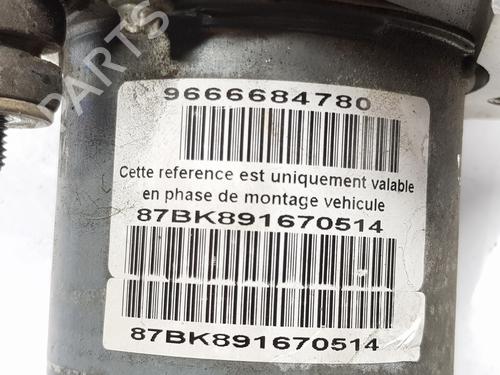 PARTS
9666684780
Cette reference est uniquement valable
en phase de montage vehicule
87BK891670514
87BK891670514